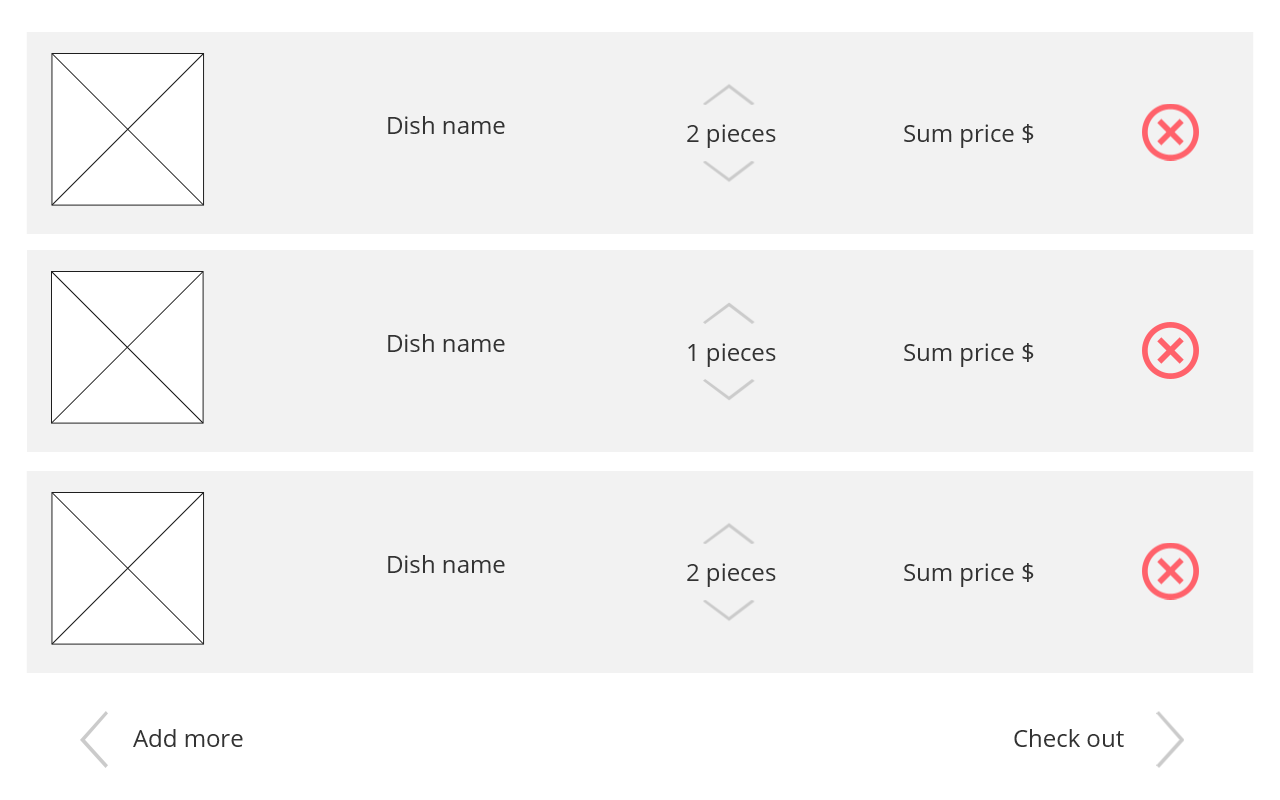 Dish name
2 pieces
Sum price $
Dish name
1 pieces
Sum price $
Dish name
2 pieces
Sum price $
Add more
Check out